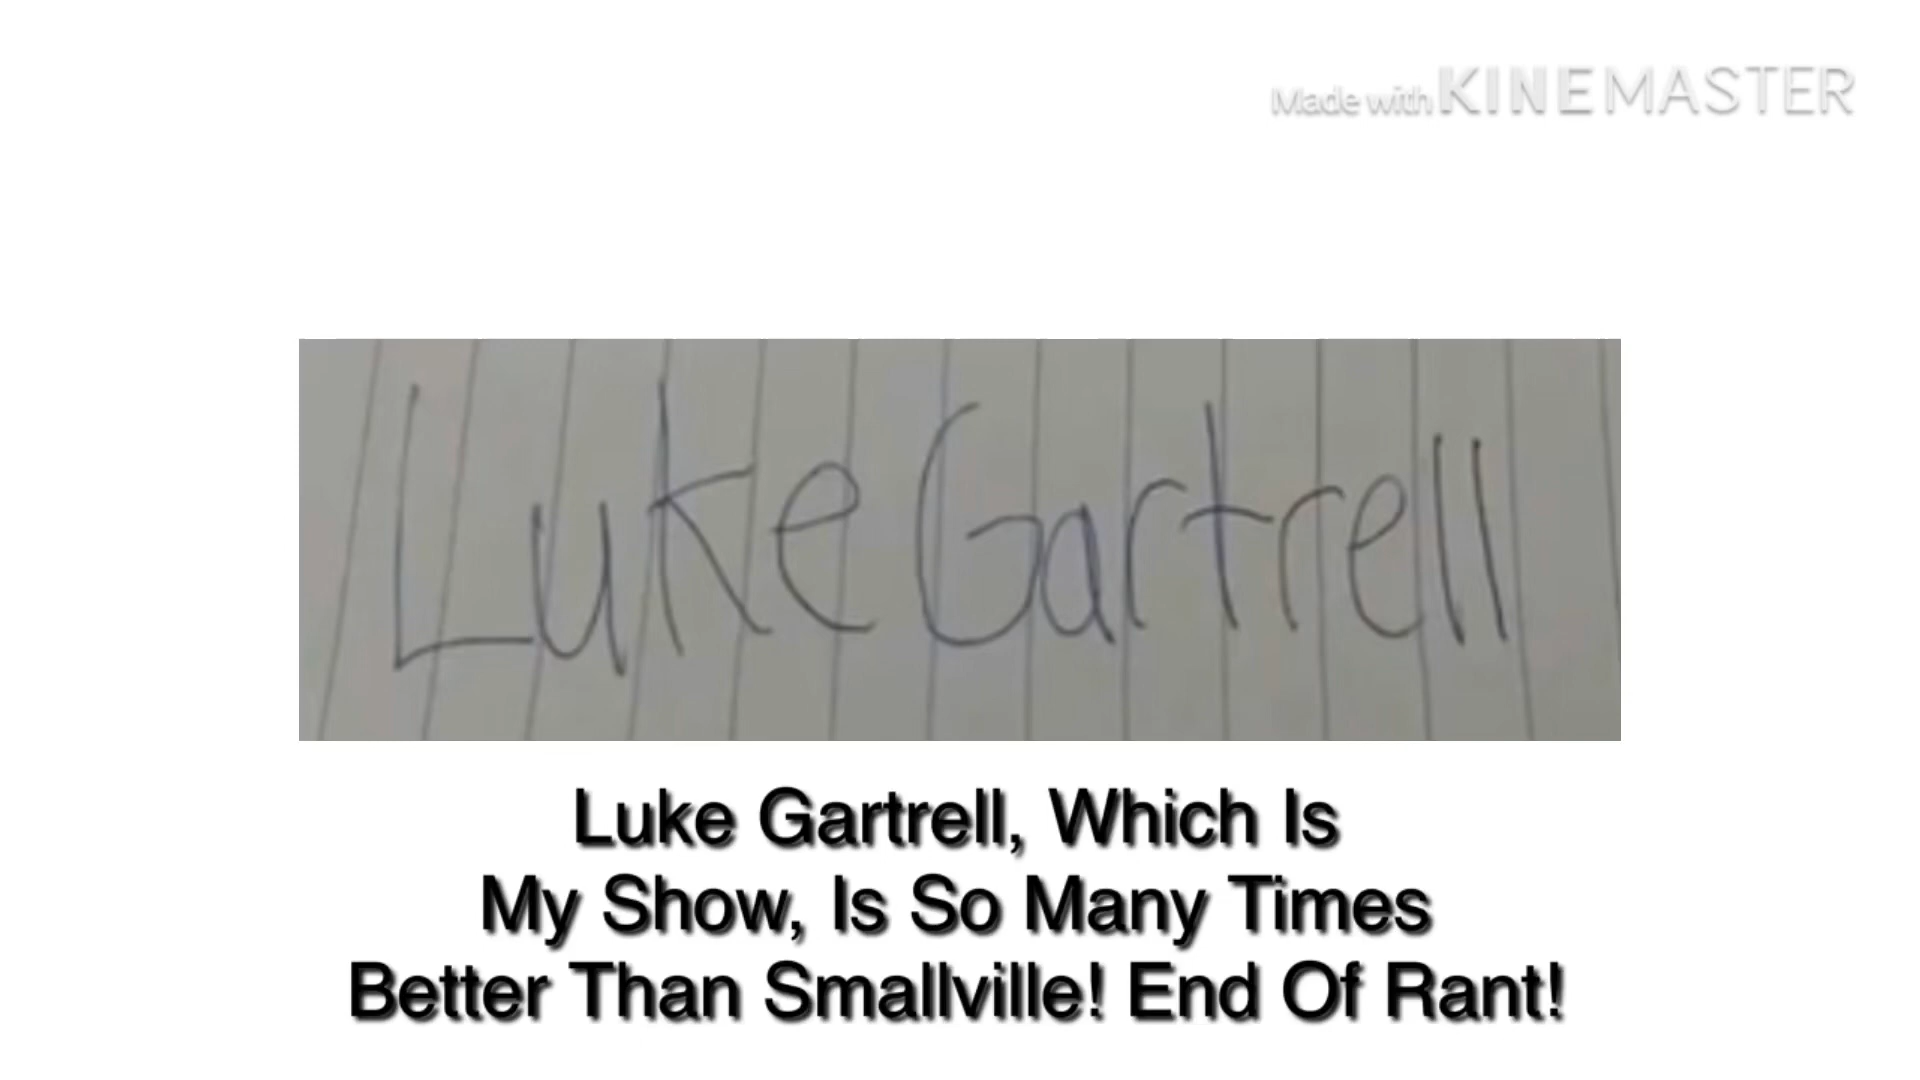 Made with KINEMASTER
Luke Gartrell
Luke Gartrell, Which Is
My Show, Is So Many Times
Better Than Smallville! End Of Rant!